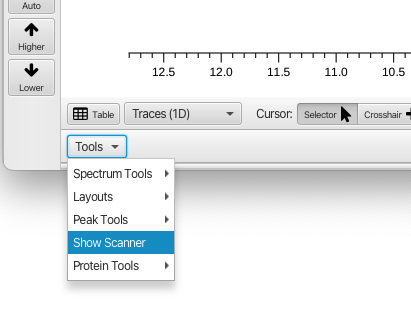 Auto
Higher
Lower
12.5 12.0 11.5 11.0 10.5
Table Traces (1D) Cursor: Selector Crosshair
Tools
Spectrum Tools
Layouts
Peak Tools
Show Scanner
Protein Tools